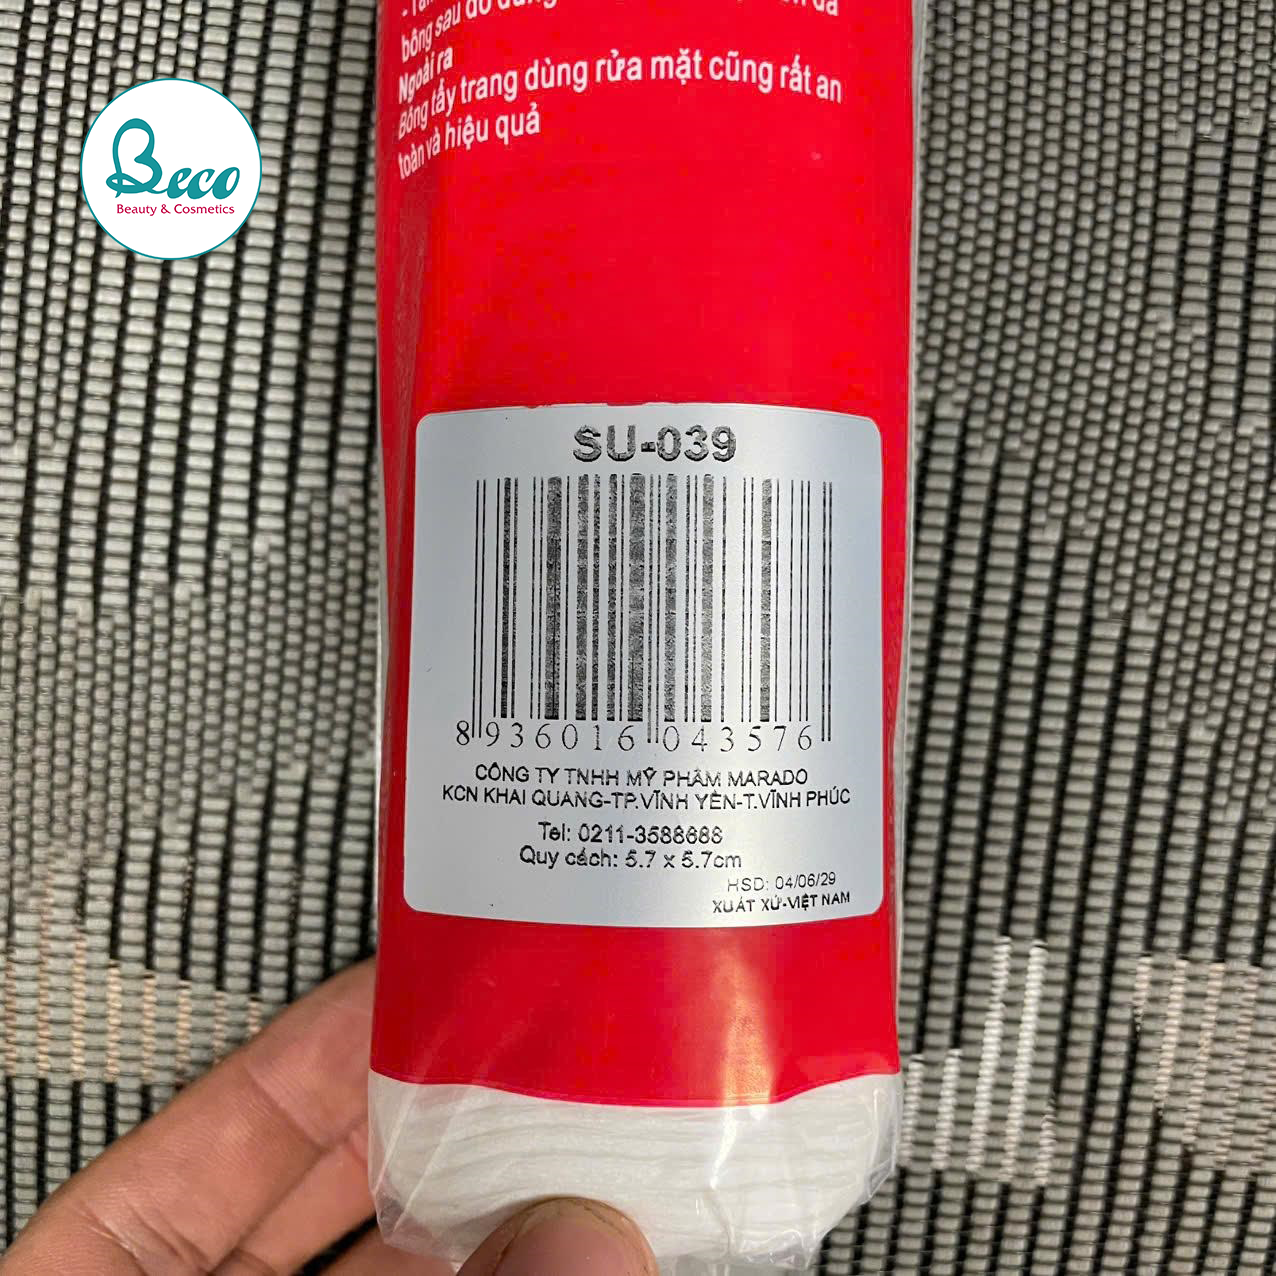 bông sau đó
Ngoài ra
Bông tẩy trang dùng rửa mặt cũng rất an
toàn và hiệu quả
Beco
Beauty & Cosmetics
SU-039
8 936016 043576
CÔNG TY TNHH MỸ PHẨM MARADO
KCN KHAI QUANG-TP.VĨNH YÊN-T.VĨNH PHÚC
Tel: 0211-3588688
Quy cách: 5.7 x 5.7cm
HSD: 04/06/29
XUẤT XỨ-VIỆT NAM